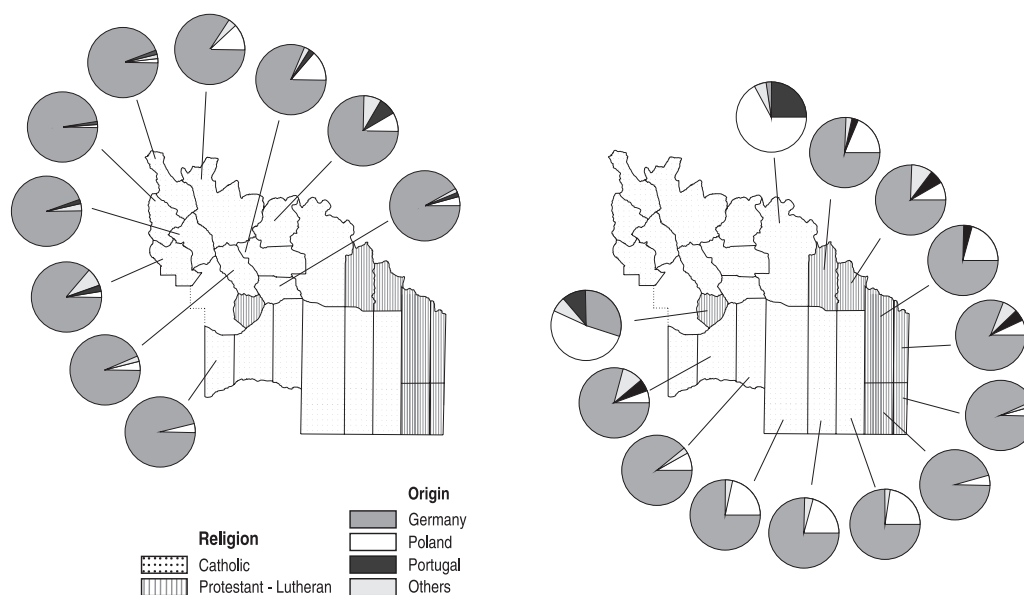 Religion
Catholic
Protestant - Lutheran
Origin
Germany
Poland
Portugal
Others